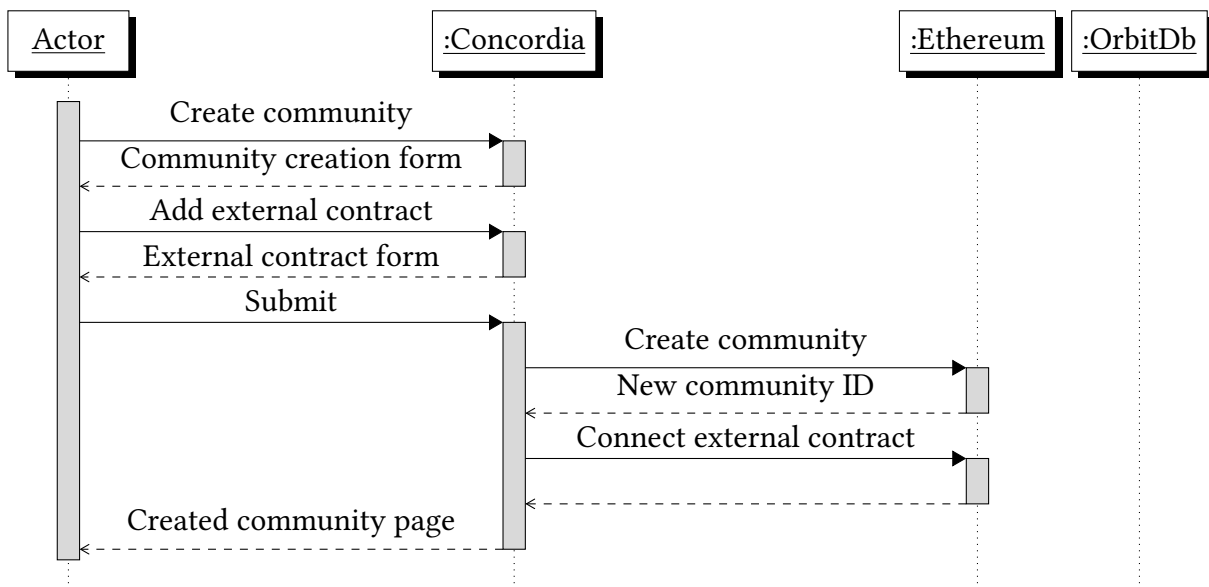 Actor
:Concordia
:Ethereum
:OrbitDb
Create community
Community creation form
Add external contract
External contract form
Submit
Create community
New community ID
Connect external contract
Created community page